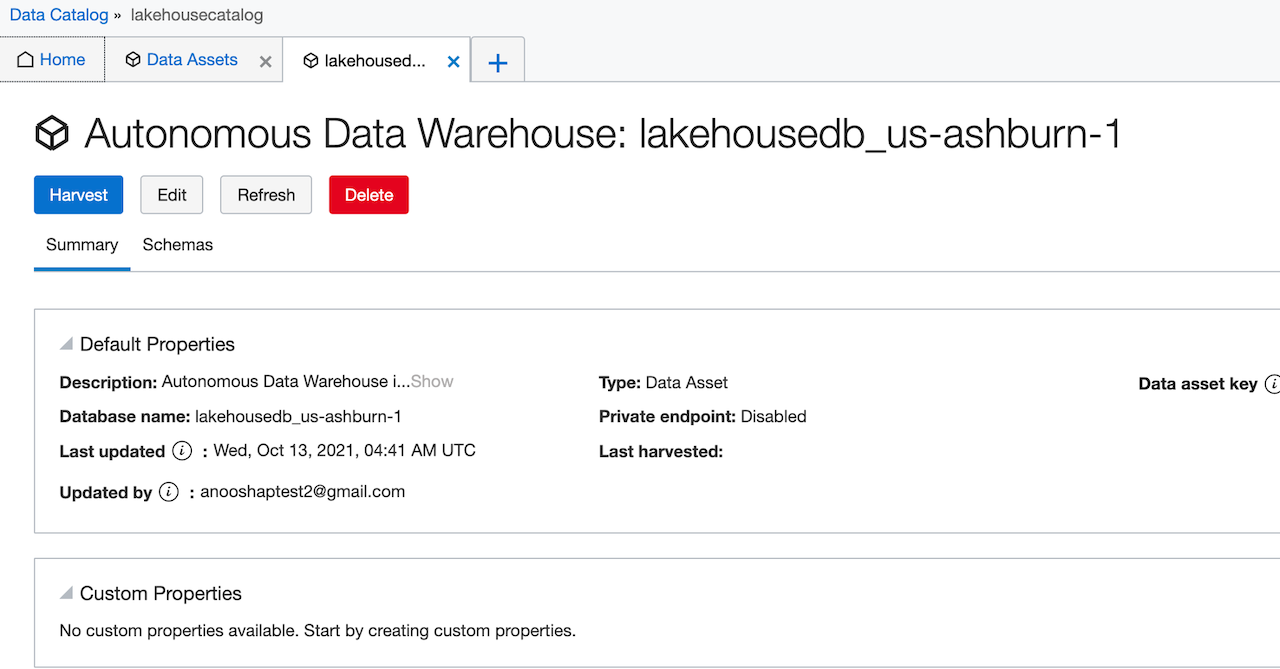 Data Catalog » lakehousecatalog
Home Data Assets × lakehoused... × +
Autonomous Data Warehouse: lakehousedb_us-ashburn-1
Harvest Edit Refresh Delete
Summary Schemas
Default Properties
Description: Autonomous Data Warehouse i...Show Type: Data Asset Data asset key i
Database name: lakehousedb_us-ashburn-1 Private endpoint: Disabled
Last updated i : Wed, Oct 13, 2021, 04:41 AM UTC Last harvested:
Updated by i : anooshaptest2@gmail.com
Custom Properties
No custom properties available. Start by creating custom properties.